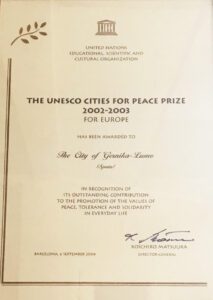 UNITED NATIONS
EDUCATIONAL, SCIENTIFIC AND
CULTURAL ORGANIZATION
THE UNESCO CITIES FOR PEACE PRIZE
2002-2003
FOR EUROPE
HAS BEEN AWARDED TO
The City of Gernika-Lumo
(Spain)
IN RECOGNITION OF
ITS OUTSTANDING CONTRIBUTION
TO THE PROMOTION OF THE VALUES OF
PEACE, TOLERANCE AND SOLIDARITY
IN EVERYDAY LIFE
KOICHIRO MATSUURA
BARCELONA, SEPTEMBER 2004
DIRECTOR-GENERAL